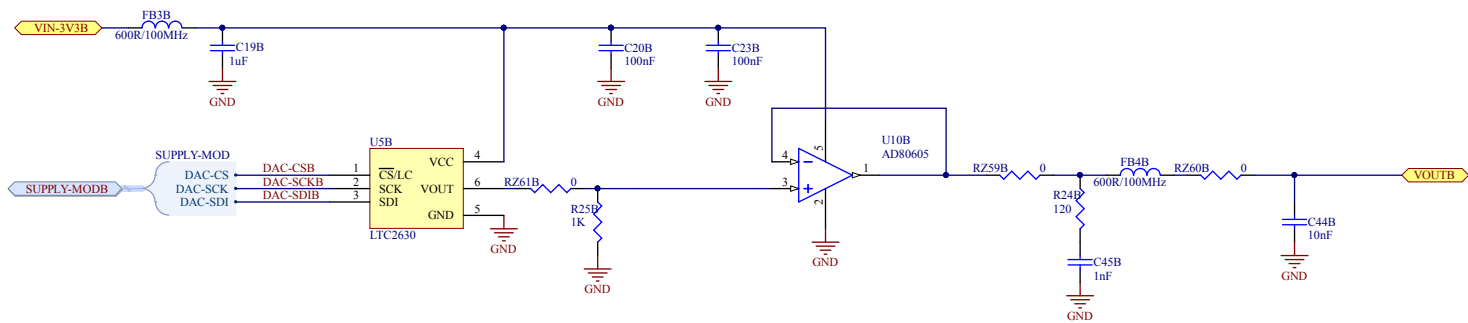 FB3B
VIN-3V3B
600R/100MHz
C19B
1uF
GND
C20B
100nF
GND
C23B
100nF
GND
U5B
SUPPLY-MOD
SUPPLY-MODB
DAC-CS
DAC-SCK
DAC-SDI
DAC-CSB
DAC-SCKB
DAC-SDIB
1
2
3
CS/LC
SCK
SDI
VCC
VOUT
GND
4
6
5
LTC2630
GND
RZ61B
0
R25B
1K
GND
4
3
5
2
1
U10B
AD80605
GND
RZ59B
0
R24B
120
C45B
1nF
GND
FB4B
600R/100MHz
RZ60B
0
C44B
10nF
GND
VOUTB